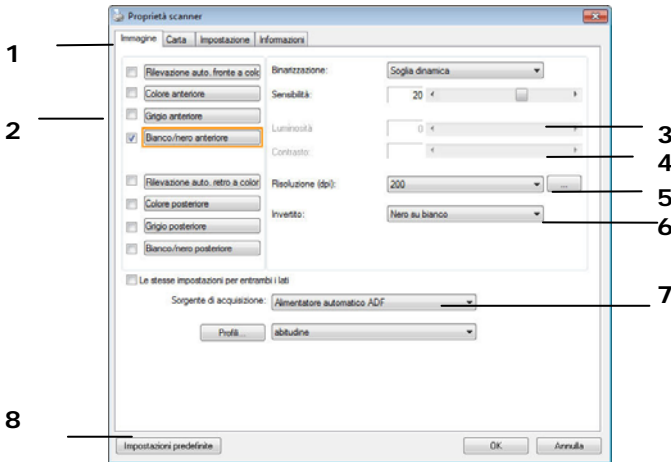 Proprietà scanner
1
Immagine Carta Impostazione Informazioni
Rilevazione auto. fronte a colo
Binarizzazione: Soglia dinamica
2
Colore anteriore
Sensibilità: 20
Grigio anteriore
Bianco/nero anteriore
Luminosità 0
3
Contrasto:
4
Rilevazione auto. retro a color
Risoluzione (dpi): 200 ...
5
Colore posteriore
Invertito: Nero su bianco
6
Grigio posteriore
Bianco/nero posteriore
Le stesse impostazioni per entrambi i lati
Sorgente di acquisizione: Alimentatore automatico ADF
7
Profili... abitudine
8
Impostazioni predefinite OK Annulla